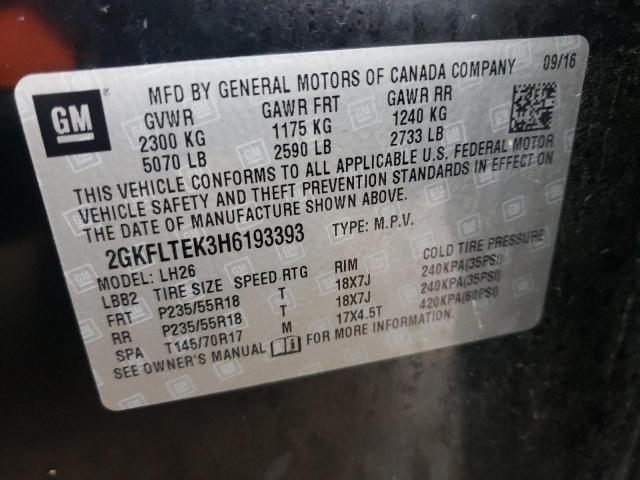 GM
MFD BY GENERAL MOTORS OF CANADA COMPANY 09/16
GVWR GAWR FRT GAWR RR
2300 KG 1175 KG 1240 KG
5070 LB 2590 LB 2733 LB
THIS VEHICLE CONFORMS TO ALL APPLICABLE U.S. FEDERAL MOTOR
VEHICLE SAFETY AND THEFT PREVENTION STANDARDS IN EFFECT ON
THE DATE OF MANUFACTURE SHOWN ABOVE.
2GKFLTEK3H6193393 TYPE: M.P.V.
MODEL: LH26
LBB2 TIRE SIZE SPEED RTG RIM COLD TIRE PRESSURE
FRT P235/55R18 T 18X7J 240KPA(35PSI)
RR P235/55R18 T 18X7J 240KPA(35PSI)
SPA T145/70R17 M 17X4.5T 420KPA(60PSI)
SEE OWNER'S MANUAL FOR MORE INFORMATION.